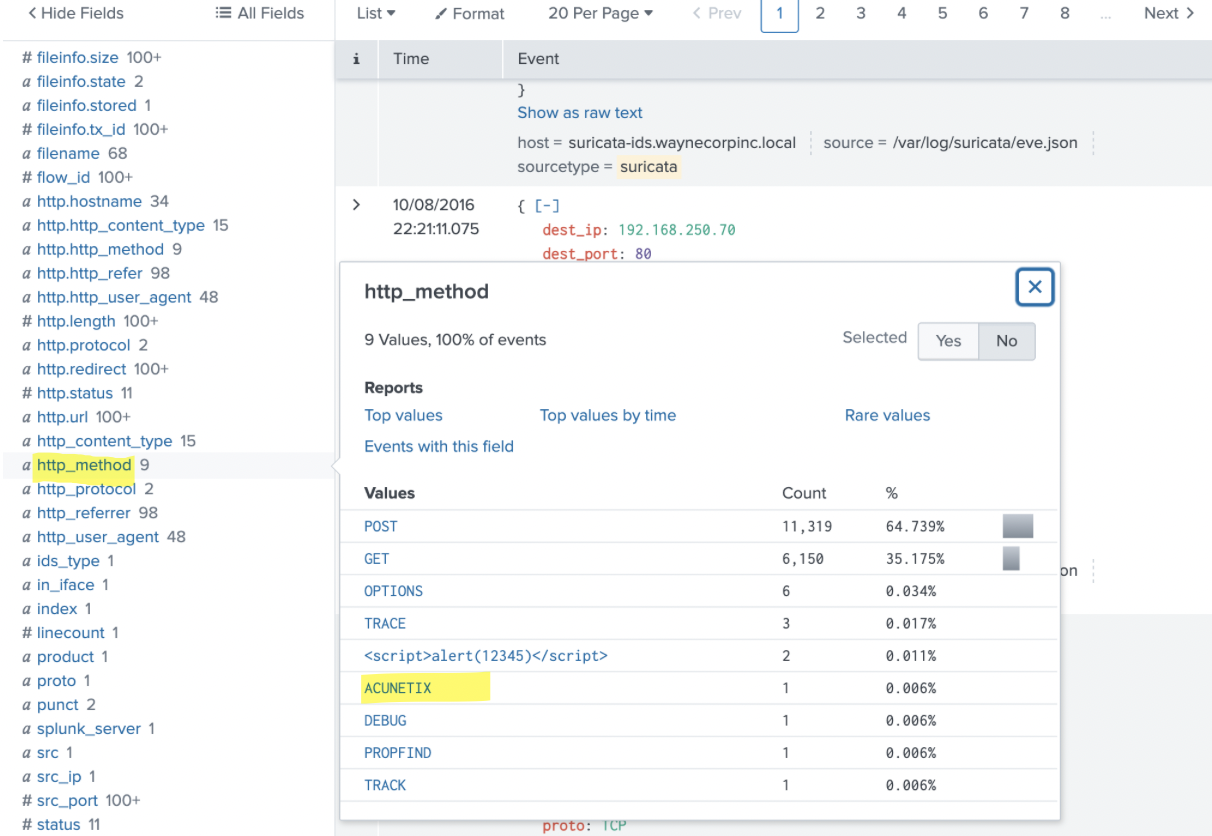 Hide Fields All Fields List Format 20 Per Page Prev 1 2 3 4 5 6 7 8 ... Next
# fileinfo.size 100+
a fileinfo.state 2
a fileinfo.stored 1
# fileinfo.tx_id 100+
a filename 68
# flow_id 100+
a http.hostname 34
a http.http_content_type 15
a http.http_method 9
a http.http_refer 98
a http.http_user_agent 48
# http.length 100+
a http.protocol 2
a http.redirect 100+
# http.status 11
a http.url 100+
a http_content_type 15
a http_method 9
a http_protocol 2
a http_referrer 98
a http_user_agent 48
a ids_type 1
a in_iface 1
a index 1
# linecount 1
a product 1
a proto 1
a punct 2
a splunk_server 1
a src 1
a src_ip 1
# src_port 100+
# status 11
i Time Event
}
Show as raw text
host = suricata-ids.waynecorpinc.local source = /var/log/suricata/eve.json
sourcetype = suricata
> 10/08/2016 { [-]
22:21:11.075 dest_ip: 192.168.250.70
dest_port: 80
http_method
9 Values, 100% of events Selected Yes No
Reports
Top values Top values by time Rare values
Events with this field
Values Count %
POST 11,319 64.739%
GET 6,150 35.175%
OPTIONS 6 0.034%
TRACE 3 0.017%
<script>alert(12345)</script> 2 0.011%
ACUNETIX 1 0.006%
DEBUG 1 0.006%
PROPFIND 1 0.006%
TRACK 1 0.006%
on
proto: TCP